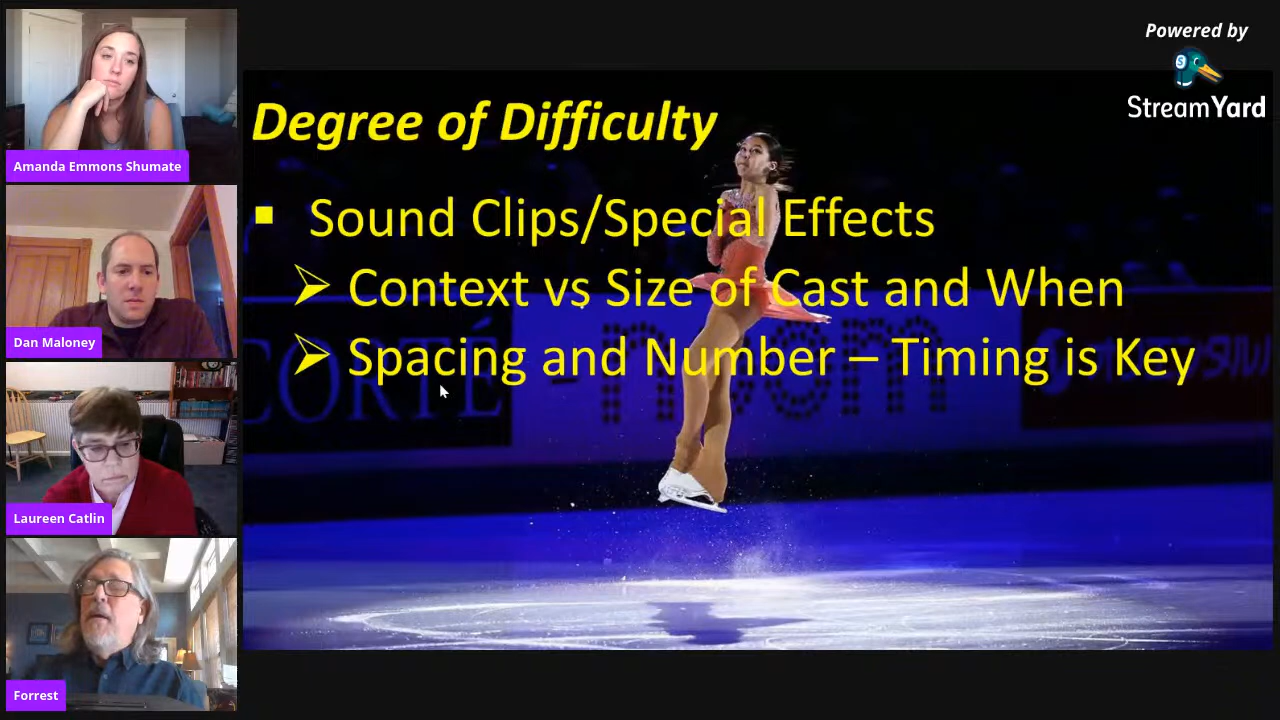 Powered by
StreamYard
Degree of Difficulty
Sound Clips/Special Effects
Context vs Size of Cast and When
Spacing and Number – Timing is Key
Amanda Emmons Shumate
Dan Maloney
Laureen Catlin
Forrest